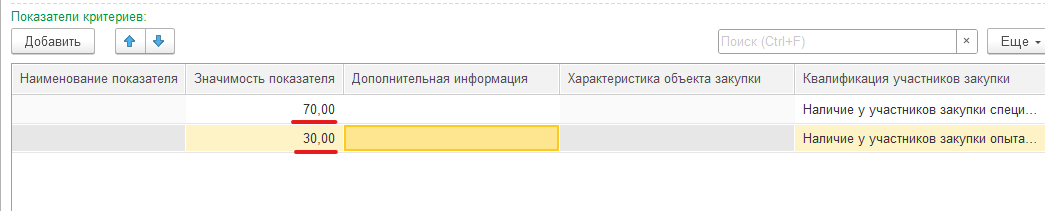 Показатели критериев:
Добавить Поиск (Ctrl+F) × Еще
Наименование показателя Значимость показателя Дополнительная информация Характеристика объекта закупки Квалификация участников закупки
70,00 Наличие у участников закупки специ...
30,00 Наличие у участников закупки опыта...